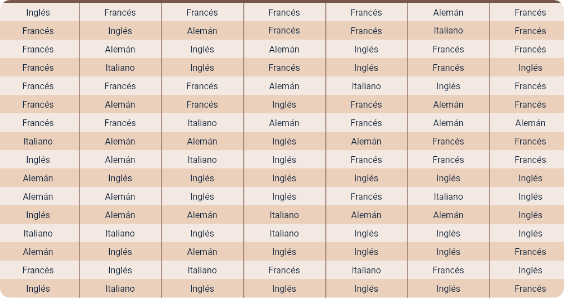 Inglés Francés Francés Francés Francés Alemán Francés
Francés Inglés Alemán Francés Francés Italiano Francés
Francés Alemán Inglés Alemán Inglés Francés Francés
Francés Italiano Inglés Francés Inglés Francés Inglés
Francés Francés Francés Alemán Italiano Inglés Francés
Francés Alemán Francés Inglés Francés Alemán Francés
Francés Francés Italiano Alemán Francés Alemán Alemán
Italiano Alemán Alemán Inglés Alemán Francés Francés
Inglés Alemán Italiano Inglés Francés Francés Francés
Alemán Inglés Inglés Inglés Inglés Inglés Inglés
Alemán Alemán Inglés Inglés Francés Italiano Inglés
Inglés Alemán Alemán Italiano Alemán Alemán Inglés
Italiano Italiano Inglés Italiano Inglés Inglés Inglés
Alemán Inglés Alemán Inglés Inglés Inglés Francés
Francés Inglés Italiano Francés Italiano Francés Inglés
Inglés Italiano Inglés Inglés Inglés Inglés Francés